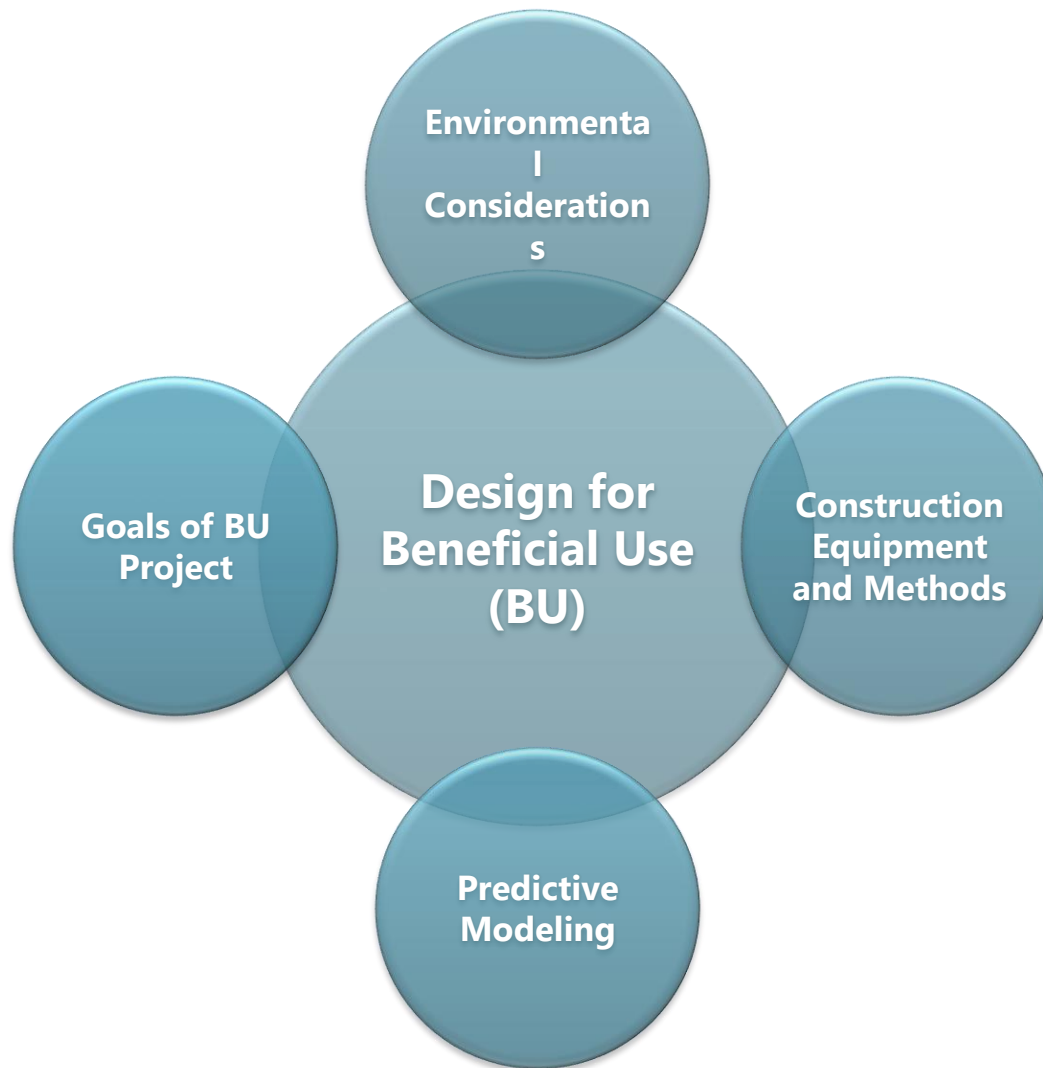 Environmenta
l
Consideration
s
Goals of BU
Project
Design for
Beneficial Use
(BU)
Construction
Equipment
and Methods
Predictive
Modeling